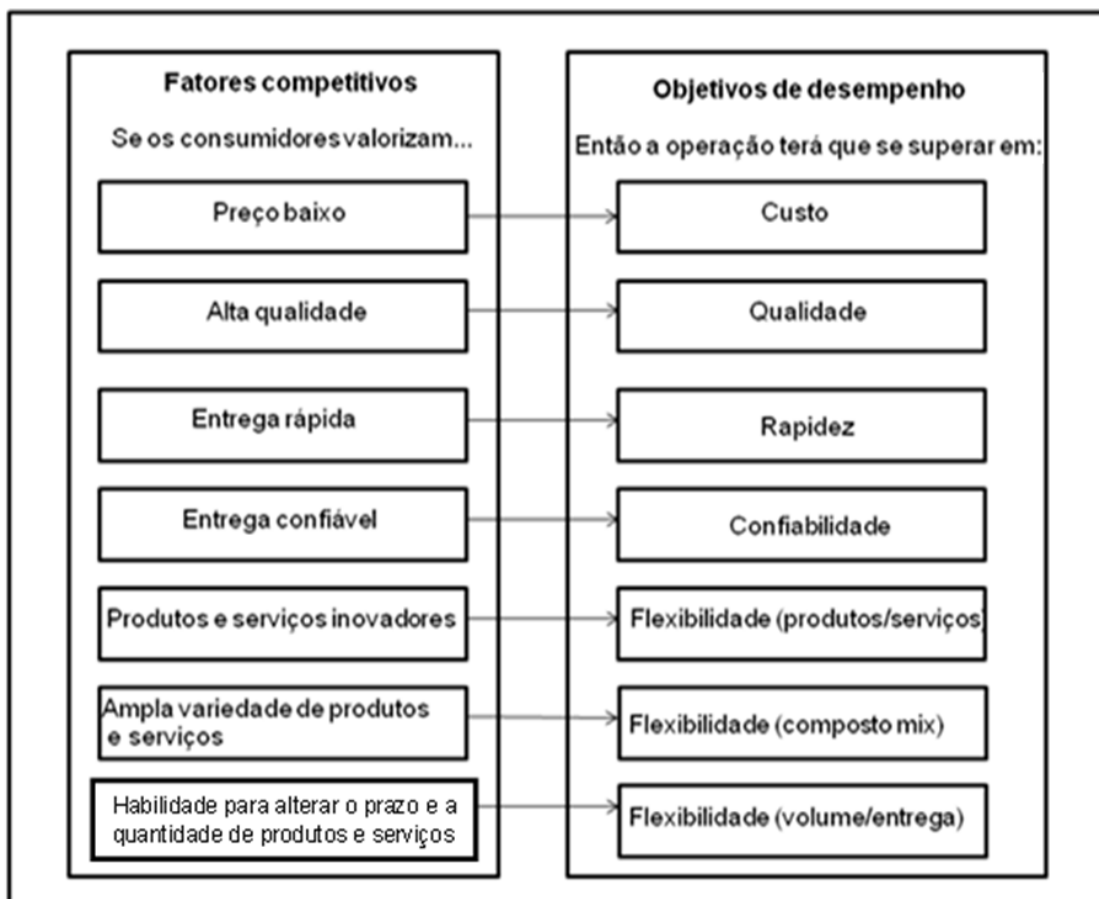 Fatores competitivos
Se os consumidores valorizam...
Preço baixo
Alta qualidade
Entrega rápida
Entrega confiável
Produtos e serviços inovadores
Ampla variedade de produtos
e serviços
Habilidade para alterar o prazo e a
quantidade de produtos e serviços
Objetivos de desempenho
Então a operação terá que se superar em:
Custo
Qualidade
Rapidez
Confiabilidade
Flexibilidade (produtos/serviços)
Flexibilidade (composto mix)
Flexibilidade (volume/entrega)